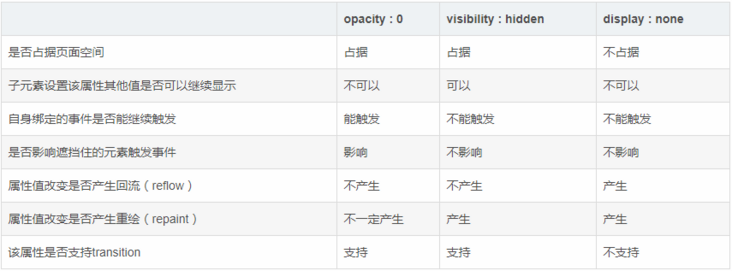 opacity : 0 visibility : hidden display : none
是否占据页面空间 占据 占据 不占据
子元素设置该属性其他值是否可以继续显示 不可以 可以 不可以
自身绑定的事件是否能继续触发 能触发 不能触发 不能触发
是否影响遮挡住的元素触发事件 影响 不影响 不影响
属性值改变是否产生回流（reflow） 不产生 不产生 产生
属性值改变是否产生重绘（repaint） 不一定产生 产生 产生
该属性是否支持transition 支持 支持 不支持